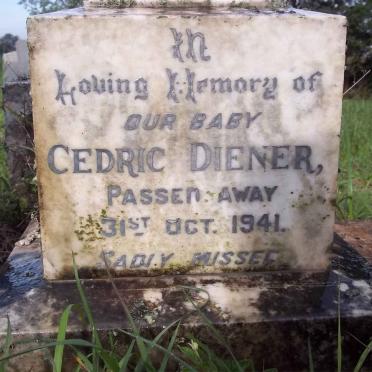 In
Loving Memory of
OUR BABY
CEDRIC DIENER,
PASSED AWAY
31ST OCT. 1941.
SADLY MISSED